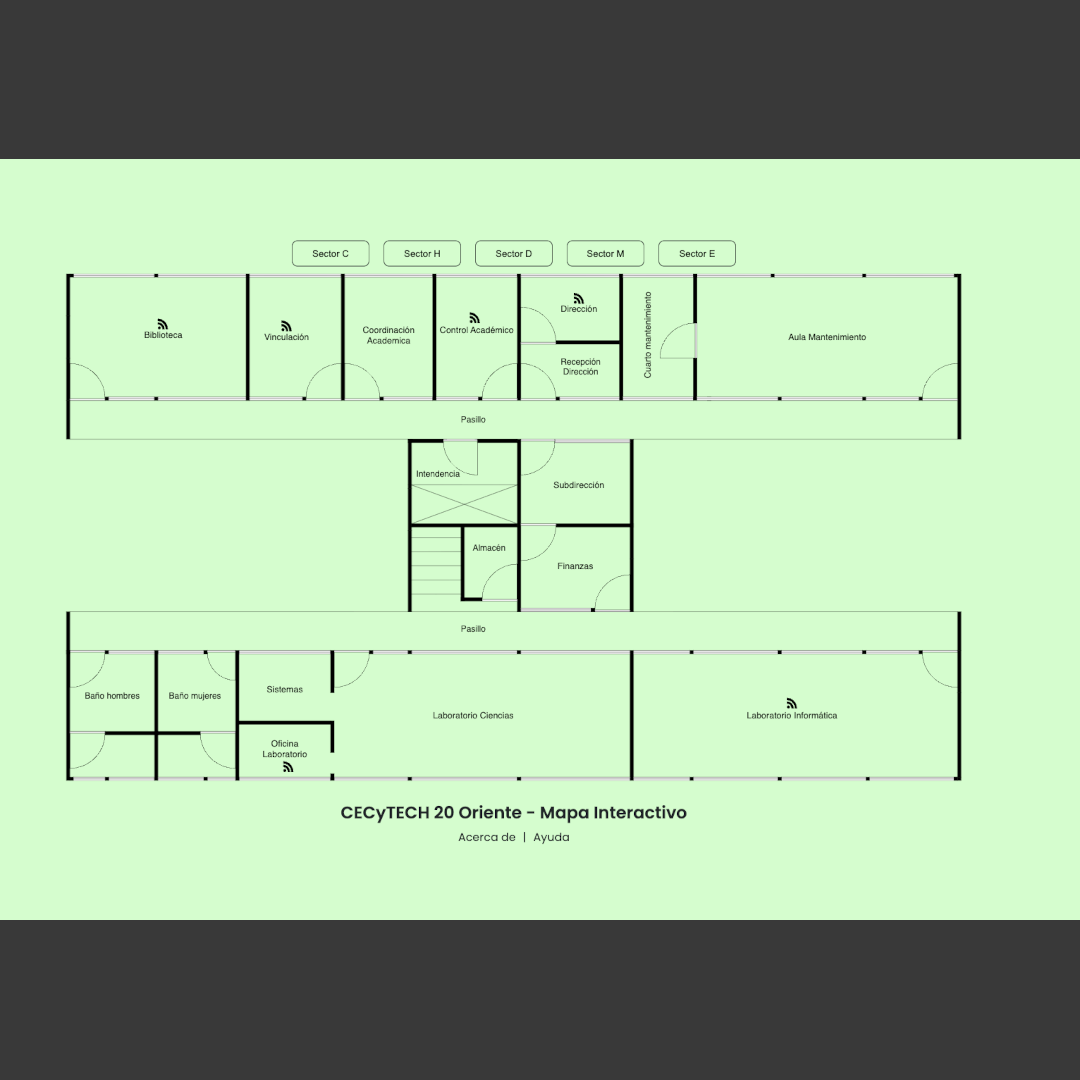 Sector C
Sector H
Sector D
Sector M
Sector E
Biblioteca
Vinculación
Coordinación
Academica
Control Académico
Dirección
Recepción
Dirección
Cuarto mantenimiento
Aula Mantenimiento
Pasillo
Intendencia
Subdirección
Almacén
Finanzas
Pasillo
Baño hombres
Baño mujeres
Sistemas
Oficina
Laboratorio
Laboratorio Ciencias
Laboratorio Informática
CECyTECH 20 Oriente - Mapa Interactivo
Acerca de | Ayuda